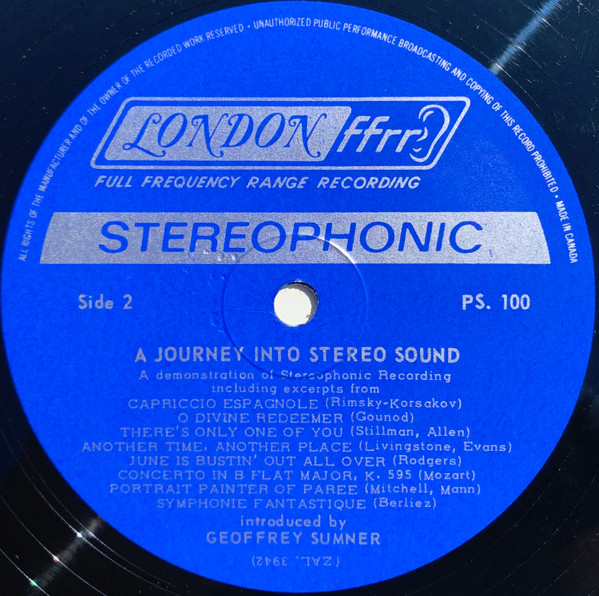 ALL RIGHTS OF THE MANUFACTURER AND OF THE OWNER OF THE RECORDED WORK RESERVED • UNAUTHORIZED PUBLIC PERFORMANCE BROADCASTING AND COPYING OF THIS RECORD PROHIBITED • MADE IN CANADA
LONDON ffrr
FULL FREQUENCY RANGE RECORDING
STEREOPHONIC
Side 2 PS. 100
A JOURNEY INTO STEREO SOUND
A demonstration of Stereophonic Recording
including excerpts from
CAPRICCIO ESPAGNOLE (Rimsky-Korsakov)
O DIVINE REDEEMER (Gounod)
THERE'S ONLY ONE OF YOU (Stillman, Allen)
ANOTHER TIME, ANOTHER PLACE (Livingstone, Evans)
JUNE IS BUSTIN' OUT ALL OVER (Rodgers)
CONCERTO IN B FLAT MAJOR, K. 595 (Mozart)
PORTRAIT PAINTER OF PAREE (Mitchell, Mann)
SYMPHONIE FANTASTIQUE (Berliez)
introduced by
GEOFFREY SUMNER
(ZAL. 3942)